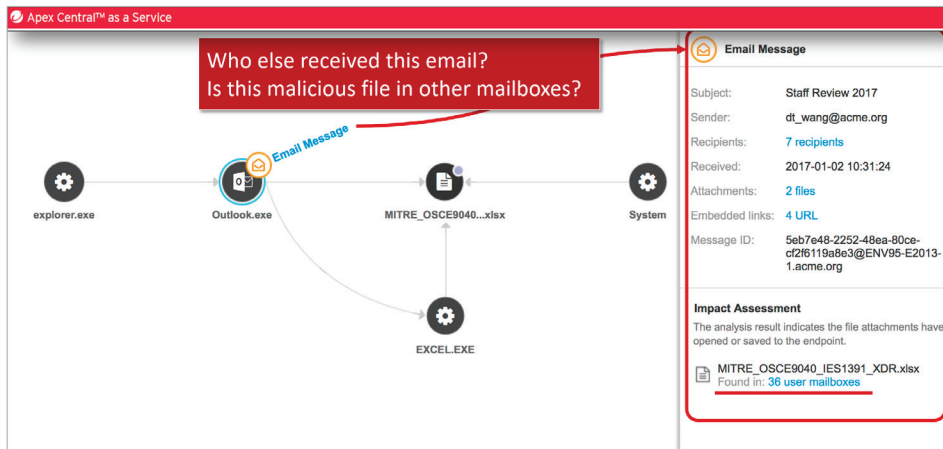 Apex Central™ as a Service
Who else received this email?
Is this malicious file in other mailboxes?
Email Message
explorer.exe
Outlook.exe
MITRE_OSCE9040...xlsx
System
EXCEL.EXE
Email Message
Subject: Staff Review 2017
Sender: dt_wang@acme.org
Recipients: 7 recipients
Received: 2017-01-02 10:31:24
Attachments: 2 files
Embedded links: 4 URL
Message ID: 5eb7e48-2252-48ea-80ce-
cf2f6119a8e3@ENV95-E2013-
1.acme.org
Impact Assessment
The analysis result indicates the file attachments have
opened or saved to the endpoint.
MITRE_OSCE9040_IES1391_XDR.xlsx
Found in: 36 user mailboxes